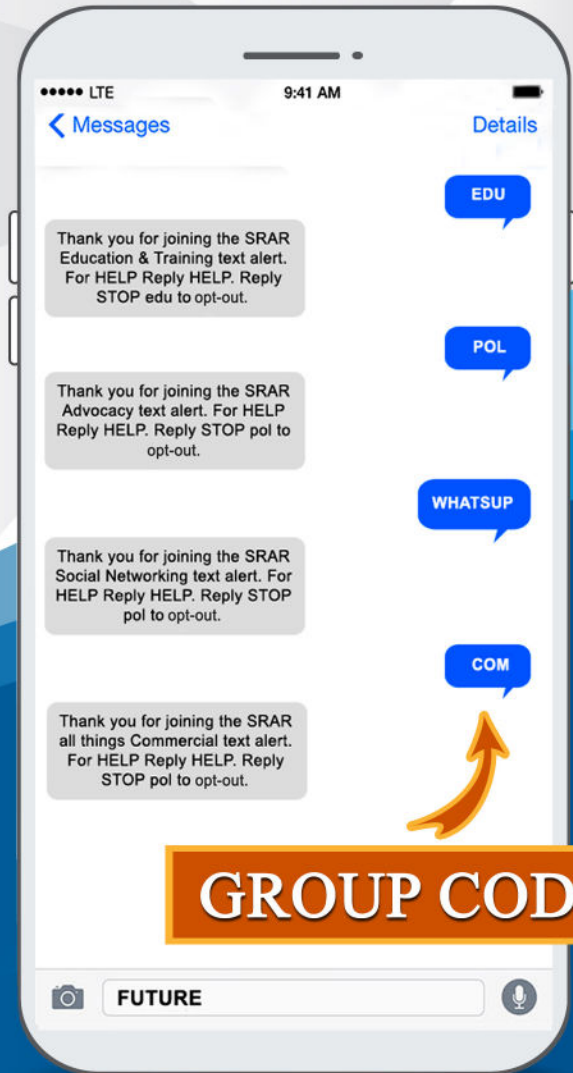 LTE 9:41 AM
Messages Details
EDU
Thank you for joining the SRAR
Education & Training text alert.
For HELP Reply HELP. Reply
STOP edu to opt-out.
POL
Thank you for joining the SRAR
Advocacy text alert. For HELP
Reply HELP. Reply STOP pol to
opt-out.
WHATSUP
Thank you for joining the SRAR
Social Networking text alert. For
HELP Reply HELP. Reply STOP
pol to opt-out.
COM
Thank you for joining the SRAR
all things Commercial text alert.
For HELP Reply HELP. Reply
STOP pol to opt-out.
GROUP COD
FUTURE